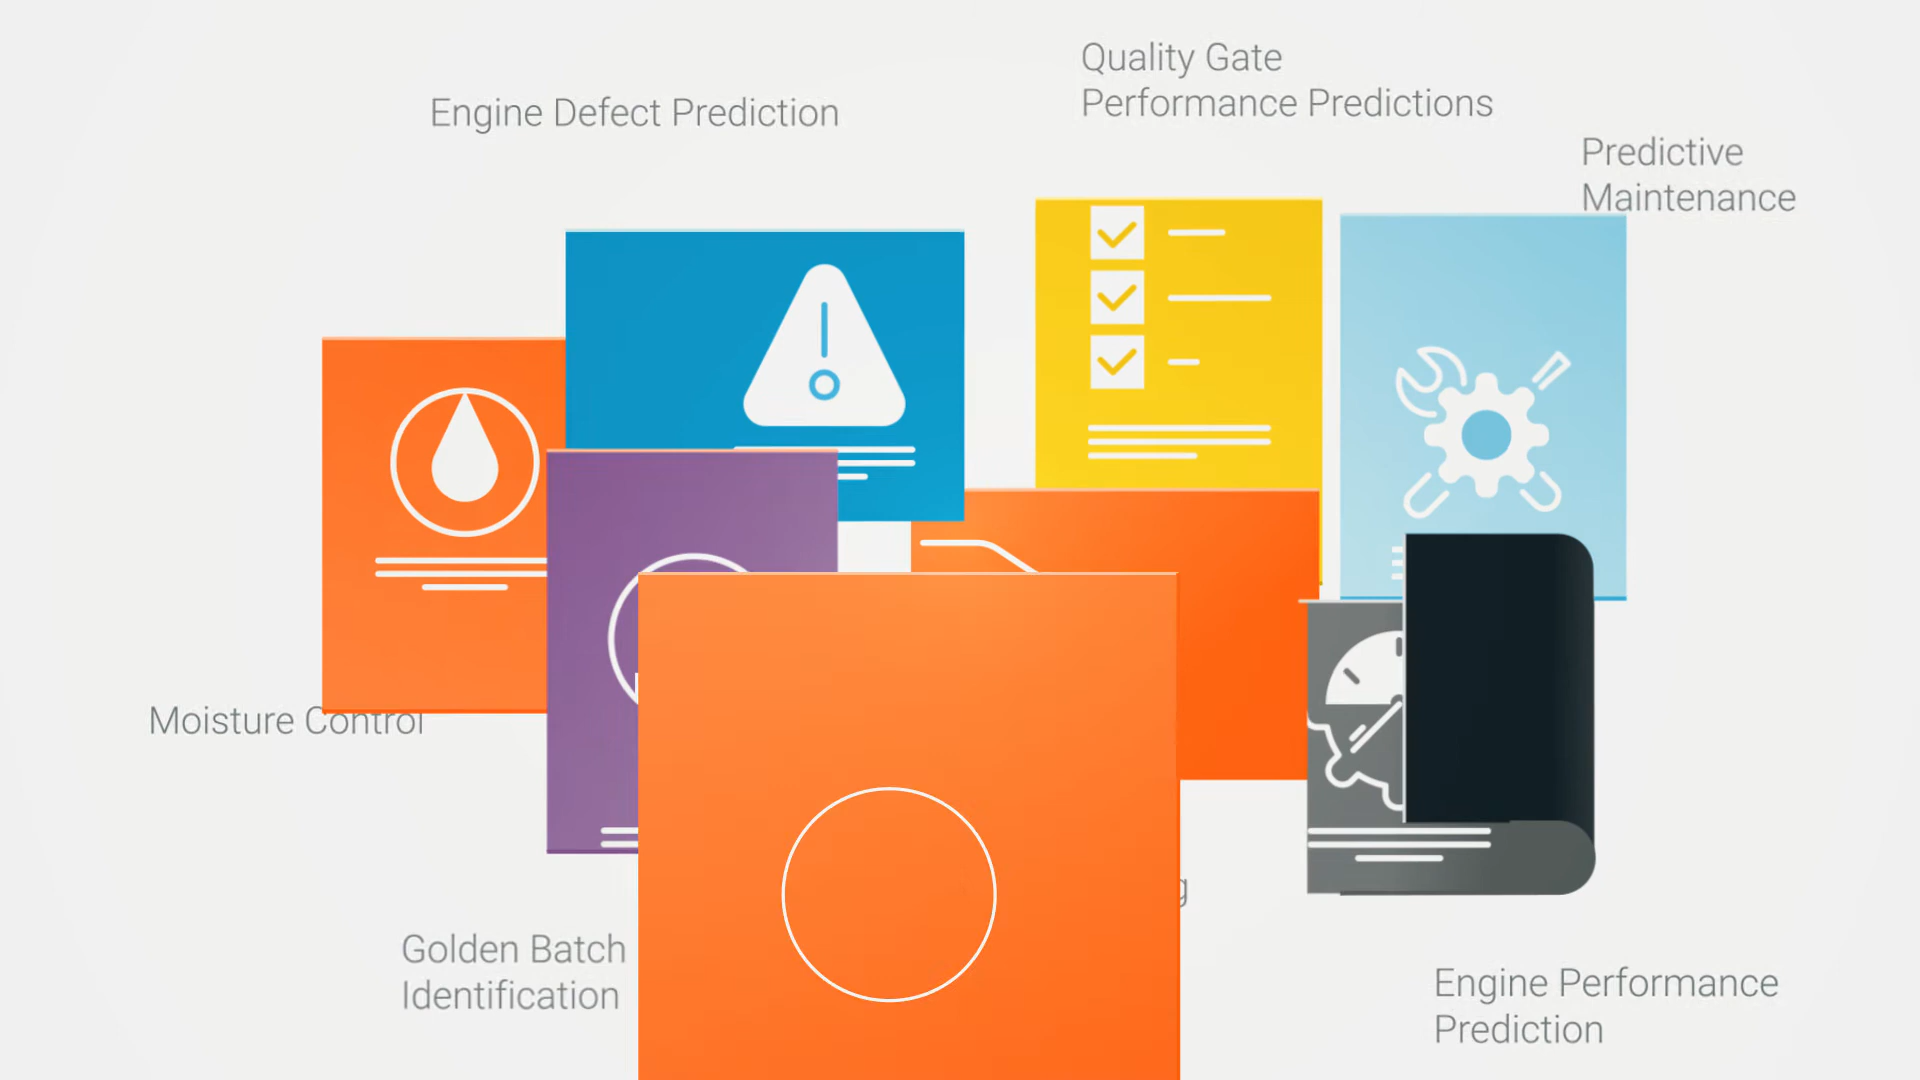 Quality Gate
Performance Predictions
Engine Defect Prediction
Predictive
Maintenance
Moisture Control
Golden Batch
Identification
Engine Performance
Prediction